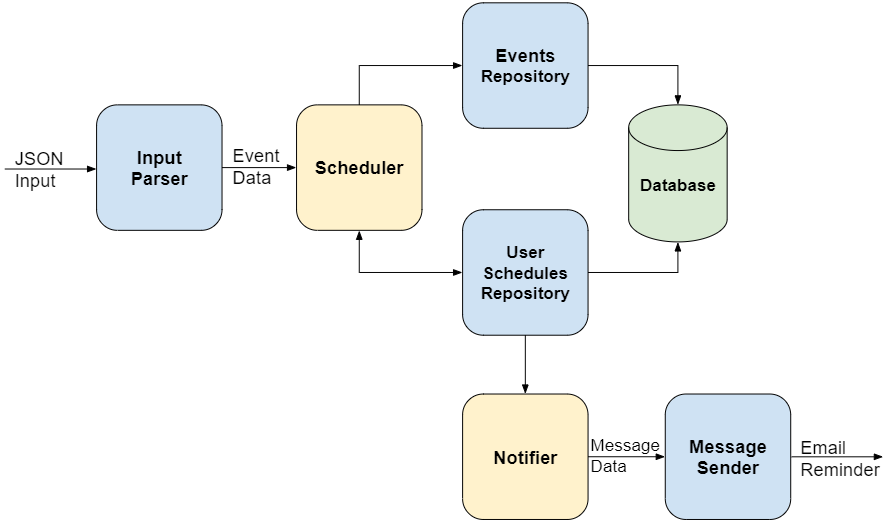 JSON
Input
Input
Parser
Event
Data
Scheduler
Events
Repository
Database
User
Schedules
Repository
Notifier
Message
Data
Message
Sender
Email
Reminder